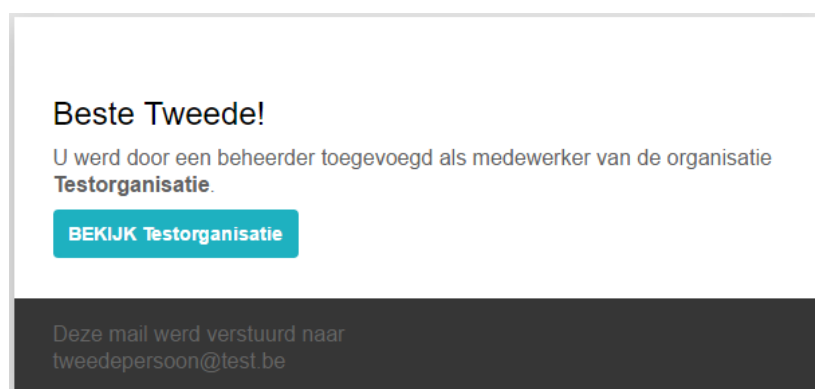 Beste Tweede!
U werd door een beheerder toegevoegd als medewerker van de organisatie
Testorganisatie.
BEKIJK Testorganisatie
Deze mail werd verstuurd naar
tweedepersoon@test.be